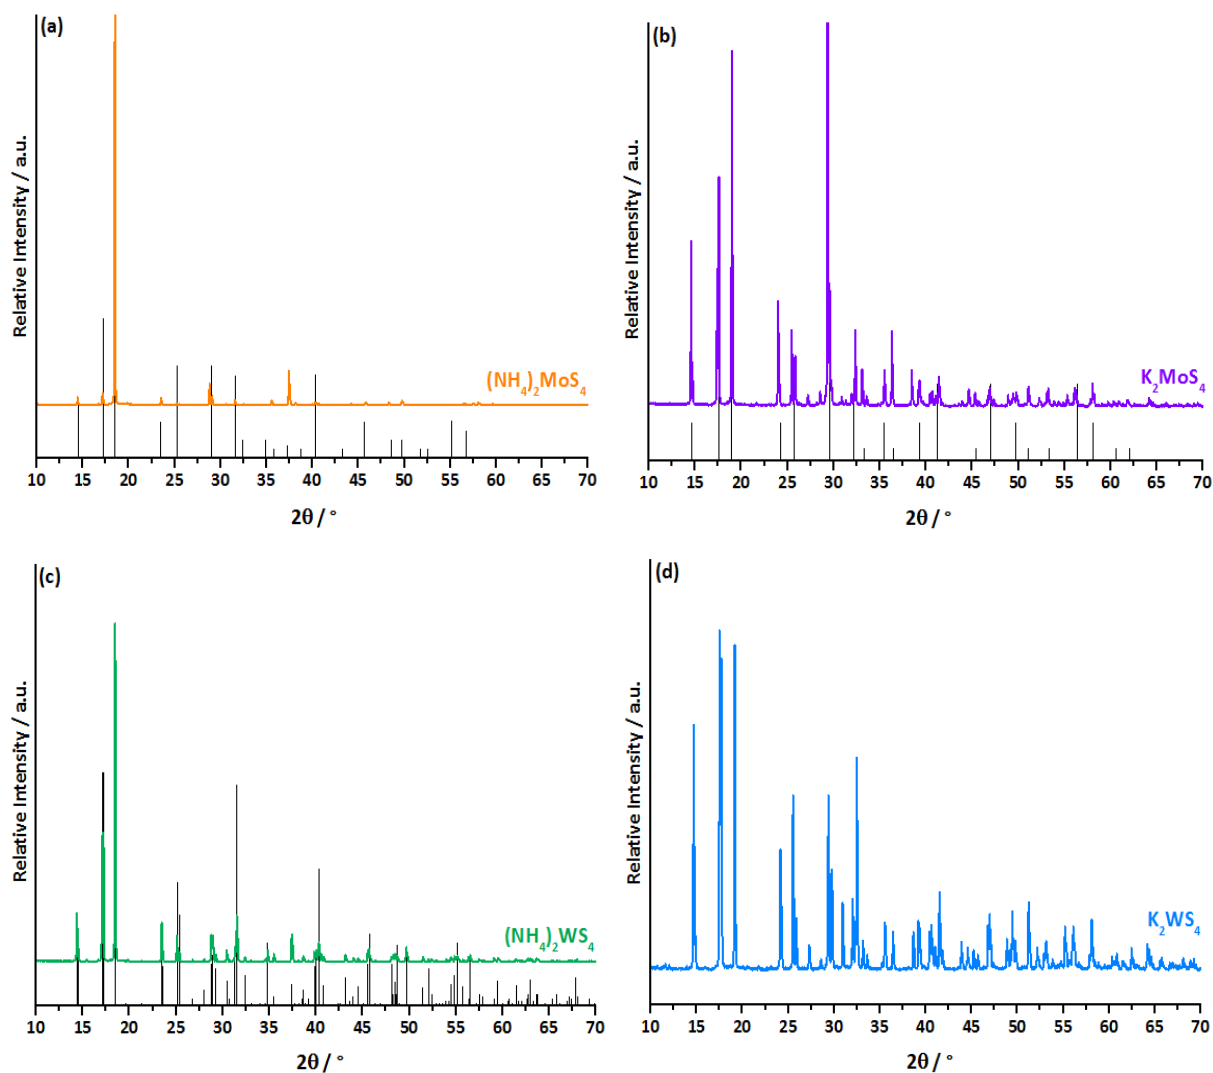 (a)
Relative Intensity / a.u.
(NH₄)₂MoS₄
10 15 20 25 30 35 40 45 50 55 60 65 70
2θ / °
(b)
Relative Intensity / a.u.
K₂MoS₄
10 15 20 25 30 35 40 45 50 55 60 65 70
2θ / °
(c)
Relative Intensity / a.u.
(NH₄)₂WS₄
10 15 20 25 30 35 40 45 50 55 60 65 70
2θ / °
(d)
Relative Intensity / a.u.
K₂WS₄
10 15 20 25 30 35 40 45 50 55 60 65 70
2θ / °